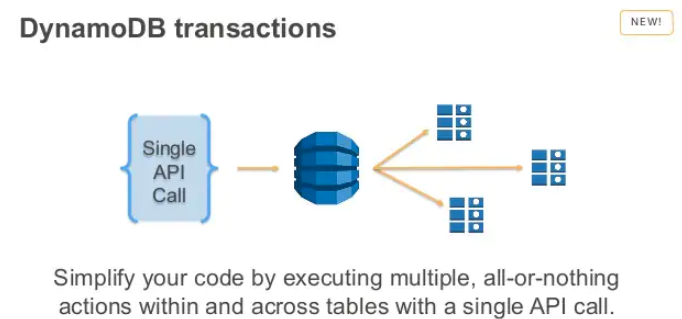 DynamoDB transactions
NEW!
Single
API
Call
Simplify your code by executing multiple, all-or-nothing
actions within and across tables with a single API call.